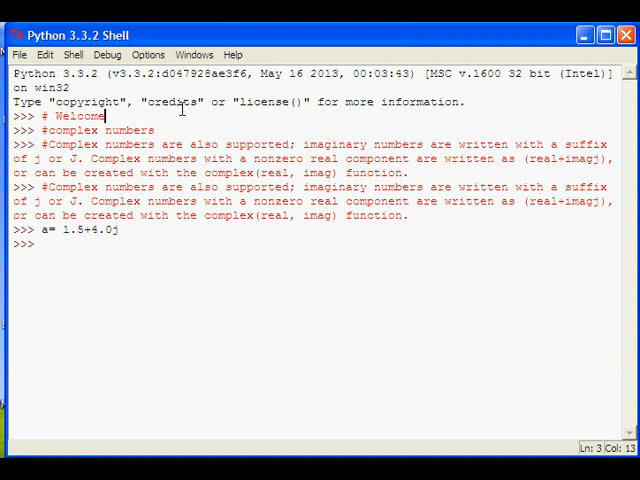 Python 3.3.2 Shell
File Edit Shell Debug Options Windows Help
Python 3.3.2 (v3.3.2:d047928ae3f6, May 16 2013, 00:03:43) [MSC v.1600 32 bit (Intel)]
on win32
Type "copyright", "credits" or "license()" for more information.
>>> # Welcome
>>> #complex numbers
>>> #Complex numbers are also supported; imaginary numbers are written with a suffix
of j or J. Complex numbers with a nonzero real component are written as (real+imagj),
or can be created with the complex(real, imag) function.
>>> #Complex numbers are also supported; imaginary numbers are written with a suffix
of j or J. Complex numbers with a nonzero real component are written as (real+imagj),
or can be created with the complex(real, imag) function.
>>> a= 1.5+4.0j
>>>
Ln: 3 Col: 13